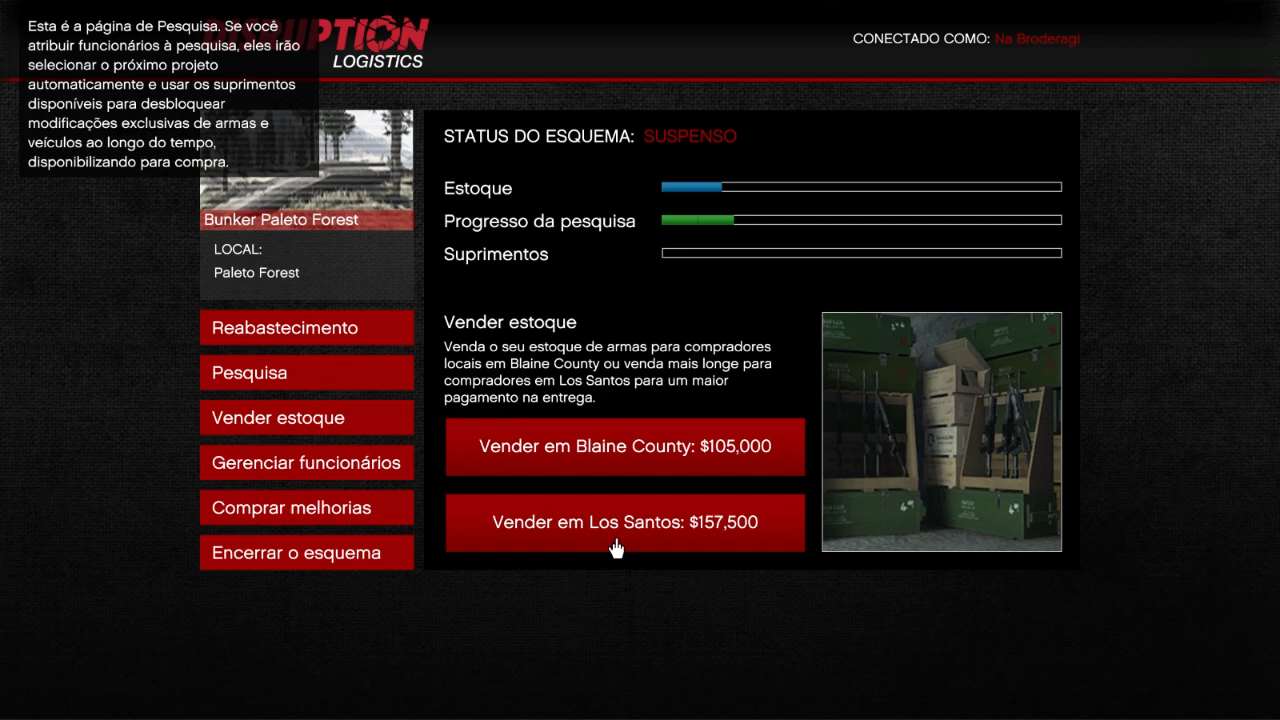 Esta é a página de Pesquisa. Se você
atribuir funcionários à pesquisa, eles irão
selecionar o próximo projeto
automaticamente e usar os suprimentos
disponíveis para desbloquear
modificações exclusivas de armas e
veículos ao longo do tempo,
disponibilizando para compra.
DISRUPTION
LOGISTICS
CONECTADO COMO: Na Broderagi
Bunker Paleto Forest
LOCAL:
Paleto Forest
Reabastecimento
Pesquisa
Vender estoque
Gerenciar funcionários
Comprar melhorias
Encerrar o esquema
STATUS DO ESQUEMA: SUSPENSO
Estoque
Progresso da pesquisa
Suprimentos
Vender estoque
Venda o seu estoque de armas para compradores
locais em Blaine County ou venda mais longe para
compradores em Los Santos para um maior
pagamento na entrega.
Vender em Blaine County: $105,000
Vender em Los Santos: $157,500